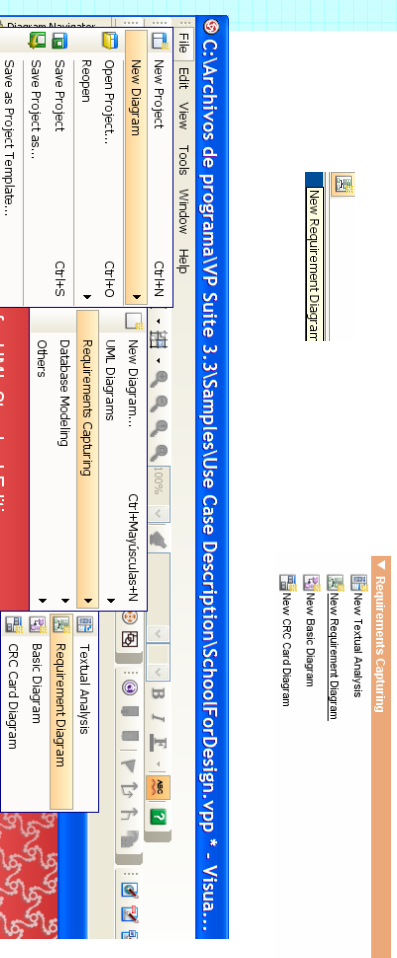 New Requirement Diagram
Requirements Capturing
New Textual Analysis
New Requirement Diagram
New Basic Diagram
New CRC Card Diagram
C:\Archivos de programa\VP Suite 3.3\Samples\Use Case Description\SchoolForDesign.vpp * - Visua...
File Edit View Tools Window Help
New Project Ctrl+N
New Diagram
Open Project... Ctrl+O
Reopen
Save Project Ctrl+S
Save Project as...
Save as Project Template...
New Diagram... Ctrl+Mayúsculas+N
UML Diagrams
Requirements Capturing
Database Modeling
Others
Textual Analysis
Requirement Diagram
Basic Diagram
CRC Card Diagram
100%
B I F
ABC
?
Diagram Navigator